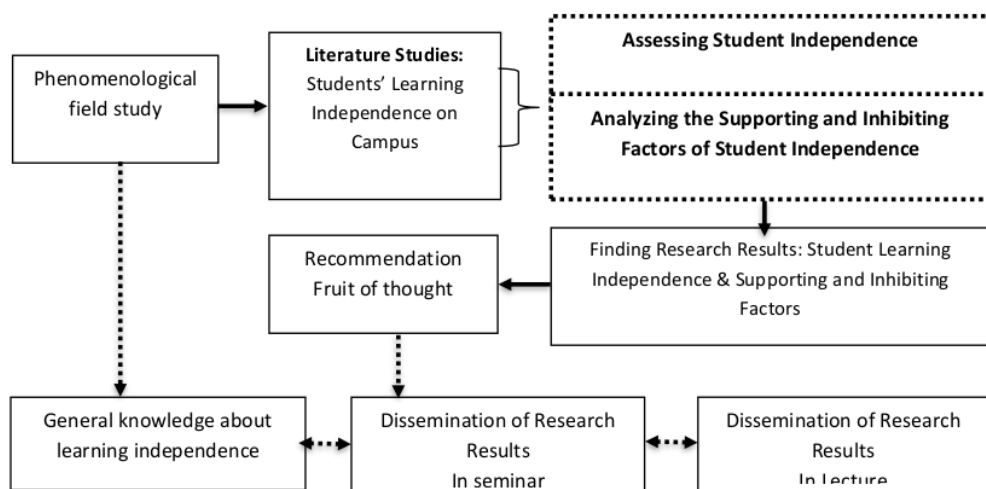 Phenomenological
field study
Literature Studies:
Students’ Learning
Independence on
Campus
Assessing Student Independence
Analyzing the Supporting and Inhibiting
Factors of Student Independence
Finding Research Results: Student Learning
Independence & Supporting and Inhibiting
Factors
Recommendation
Fruit of thought
General knowledge about
learning independence
Dissemination of Research
Results
In seminar
Dissemination of Research
Results
In Lecture